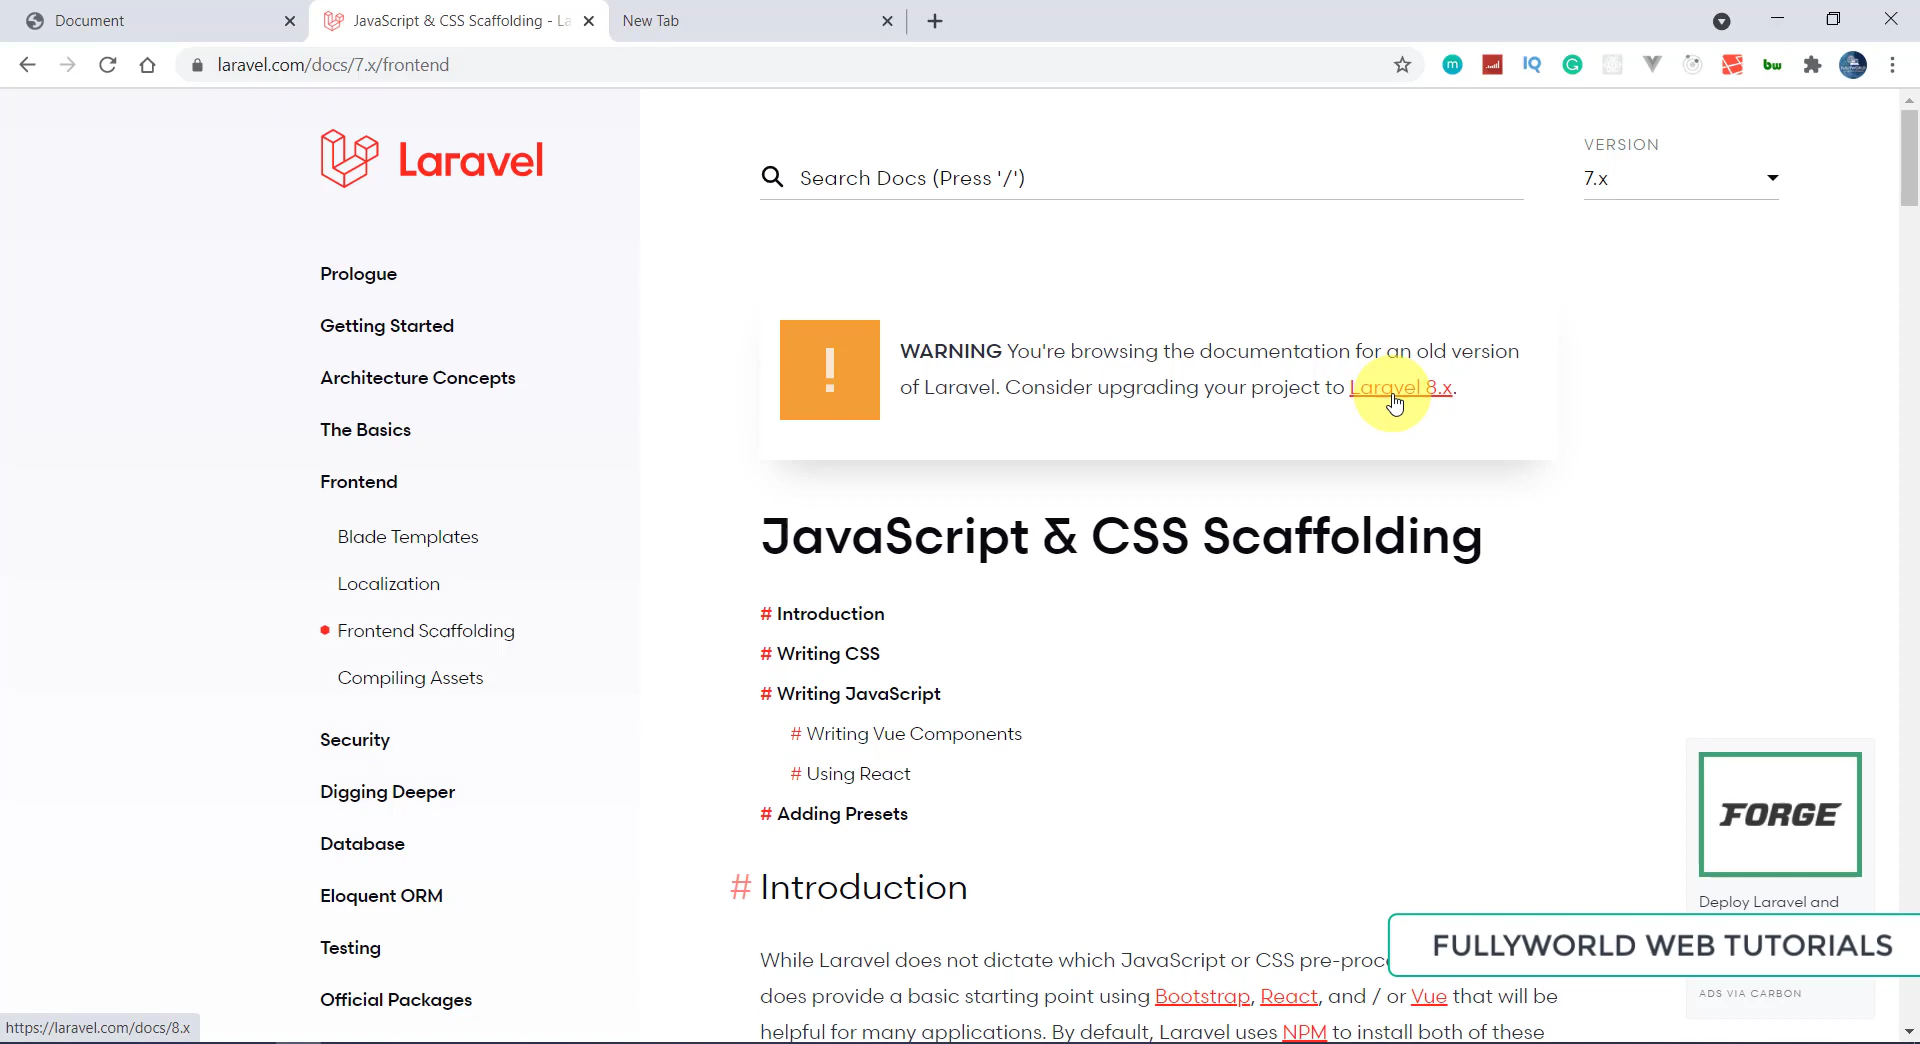 Document
JavaScript & CSS Scaffolding - La
New Tab
laravel.com/docs/7.x/frontend
m
IQ
G
bw
Laravel
Search Docs (Press '/')
VERSION
7.x
Prologue
Getting Started
Architecture Concepts
The Basics
Frontend
Blade Templates
Localization
Frontend Scaffolding
Compiling Assets
Security
Digging Deeper
Database
Eloquent ORM
Testing
Official Packages
!
WARNING You're browsing the documentation for an old version
of Laravel. Consider upgrading your project to Laravel 8.x.
JavaScript & CSS Scaffolding
# Introduction
# Writing CSS
# Writing JavaScript
# Writing Vue Components
# Using React
# Adding Presets
# Introduction
While Laravel does not dictate which JavaScript or CSS pre-proc
does provide a basic starting point using Bootstrap, React, and / or Vue that will be
helpful for many applications. By default, Laravel uses NPM to install both of these
FORGE
Deploy Laravel and
FULLYWORLD WEB TUTORIALS
ADS VIA CARBON
https://laravel.com/docs/8.x